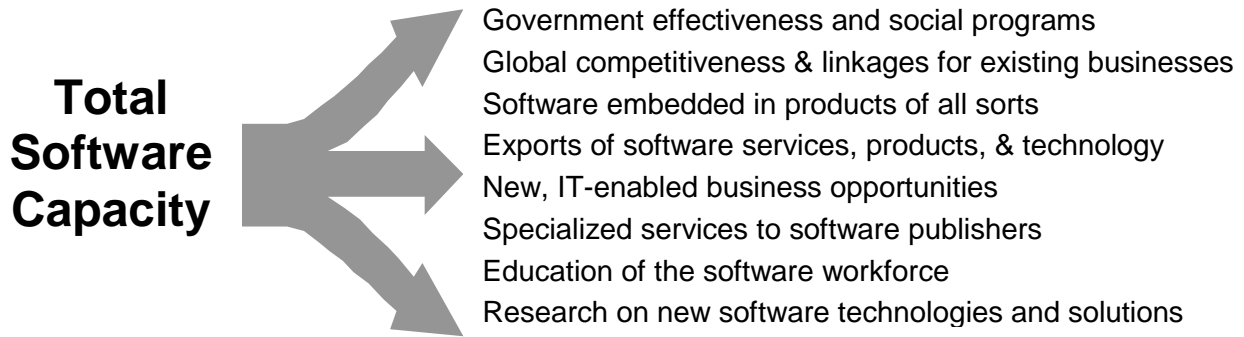 Total
Software
Capacity
Government effectiveness and social programs
Global competitiveness & linkages for existing businesses
Software embedded in products of all sorts
Exports of software services, products, & technology
New, IT-enabled business opportunities
Specialized services to software publishers
Education of the software workforce
Research on new software technologies and solutions